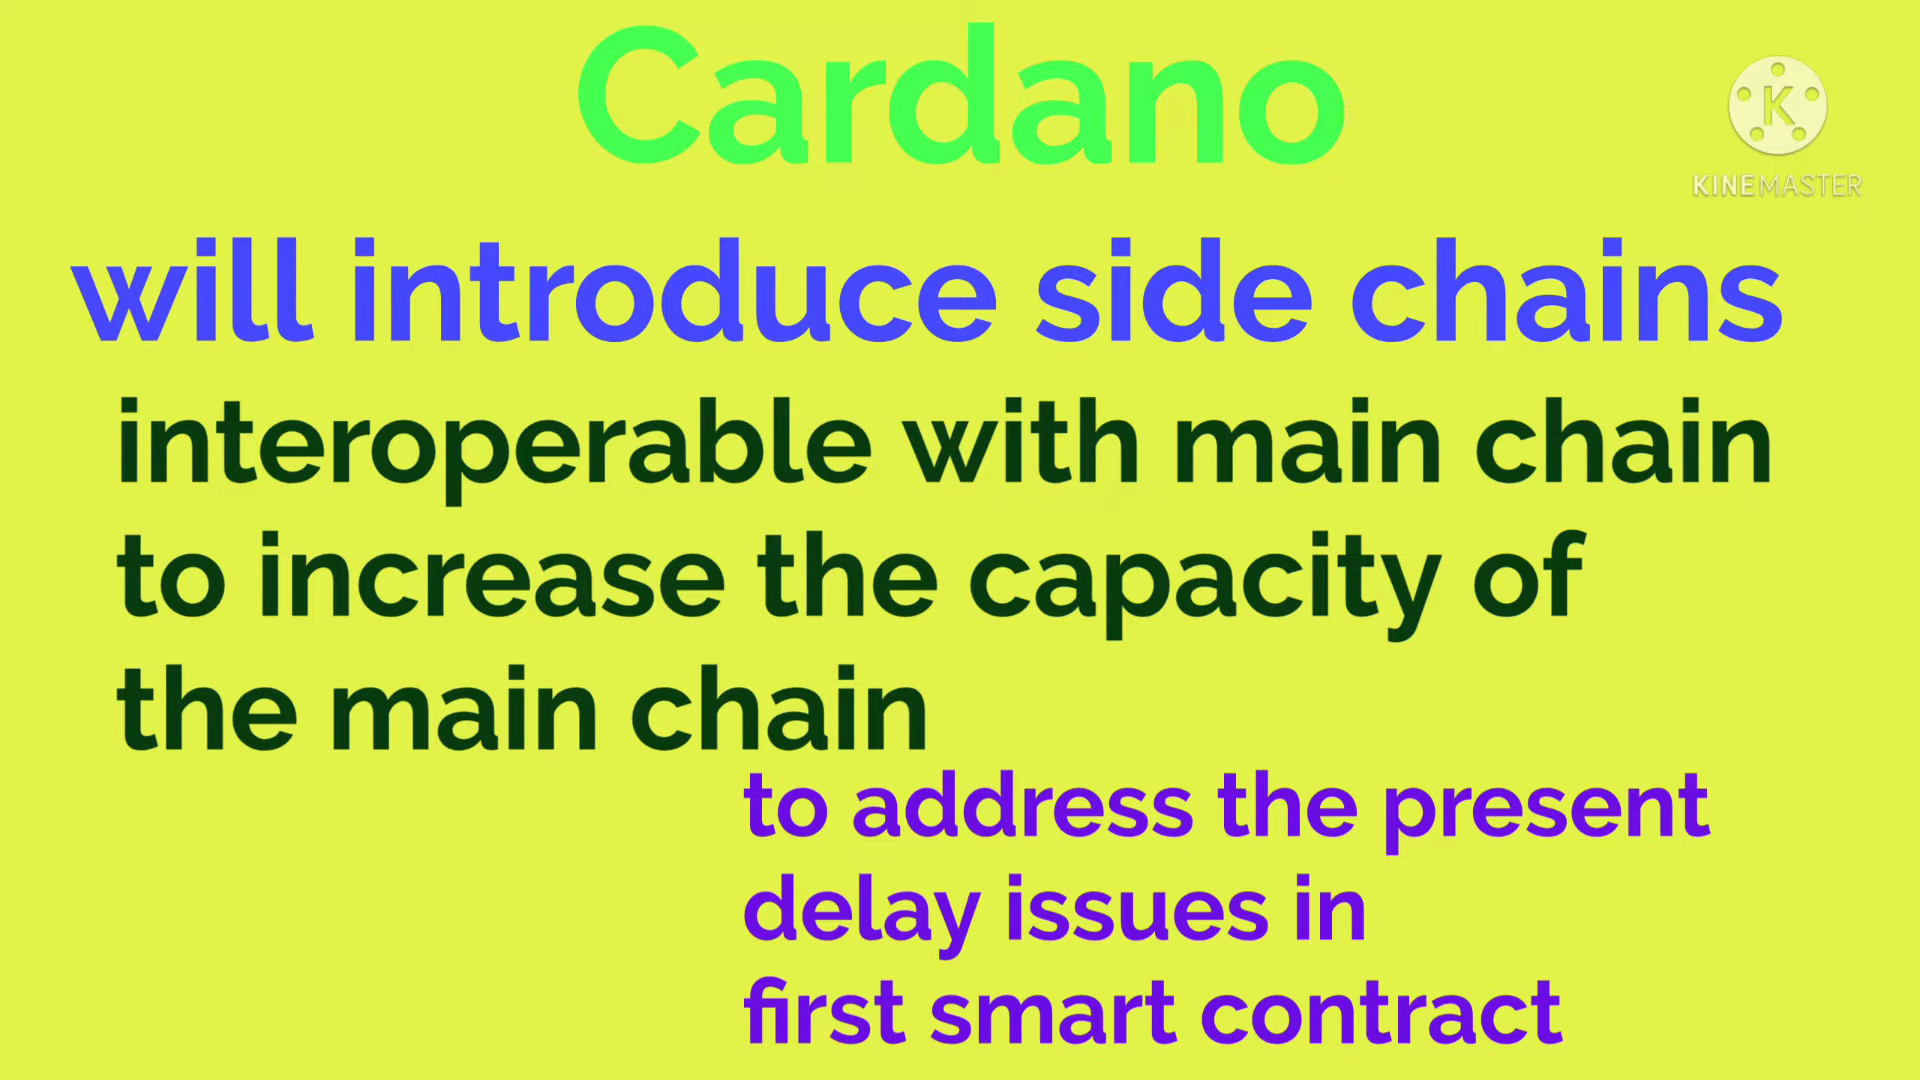 Cardano
KINEMASTER
will introduce side chains
interoperable with main chain
to increase the capacity of
the main chain
to address the present
delay issues in
first smart contract